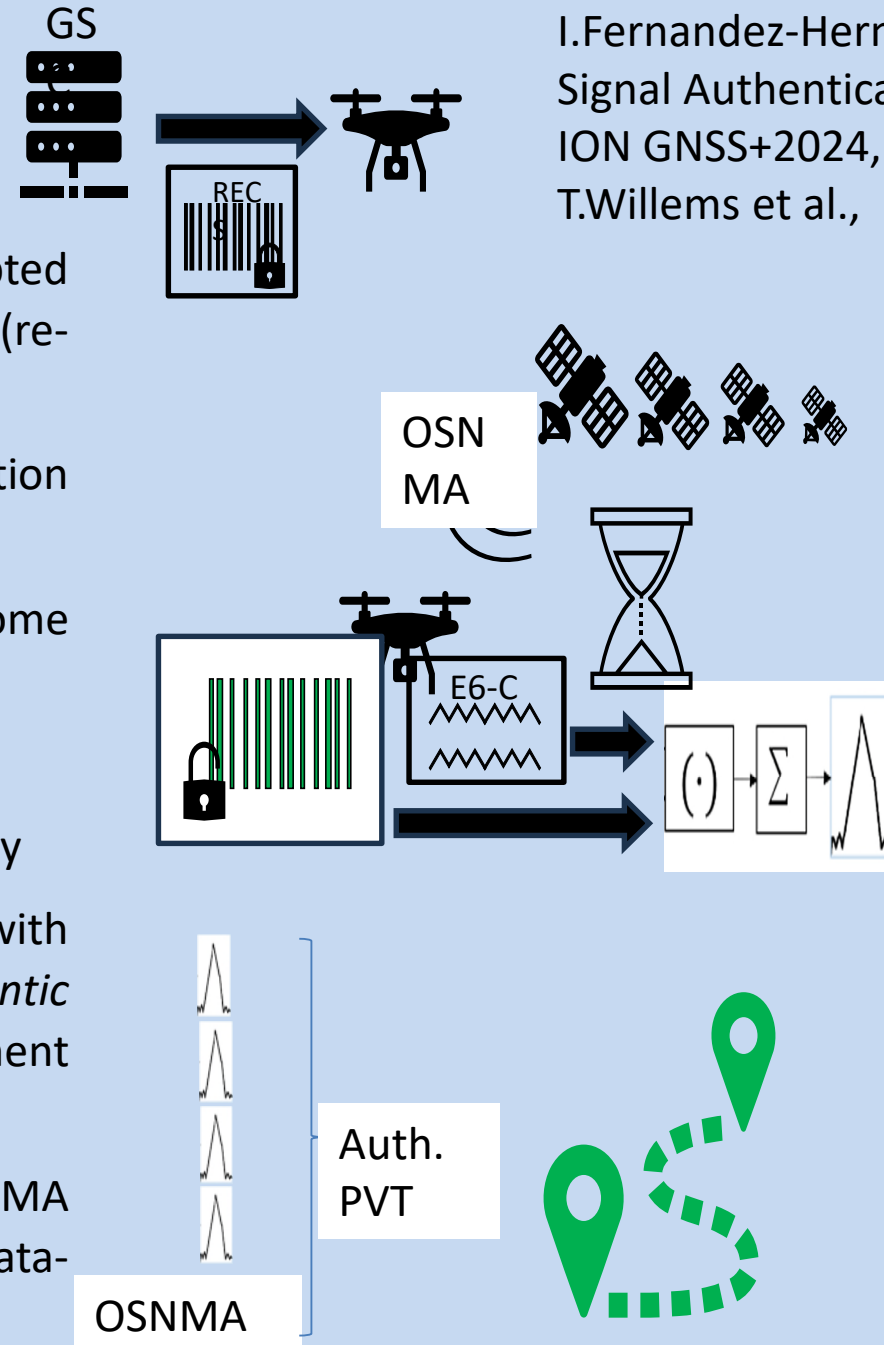 GS
C
I.Fernandez-Hern
Signal Authentica
ION GNSS+2024,
T.Willems et al.,
REC
S
pted
(re-
OSN
MA
tion
ome
E6-C
(·)
Σ
y
with
ntic
nent
Auth.
PVT
MA
ata-
OSNMA